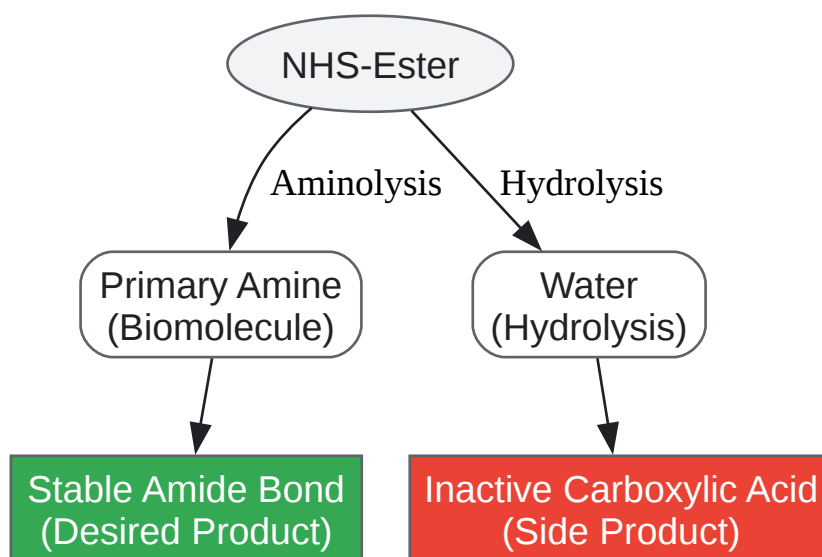 NHS-Ester
Aminolysis
Hydrolysis
Primary Amine
(Biomolecule)
Water
(Hydrolysis)
Stable Amide Bond
(Desired Product)
Inactive Carboxylic Acid
(Side Product)